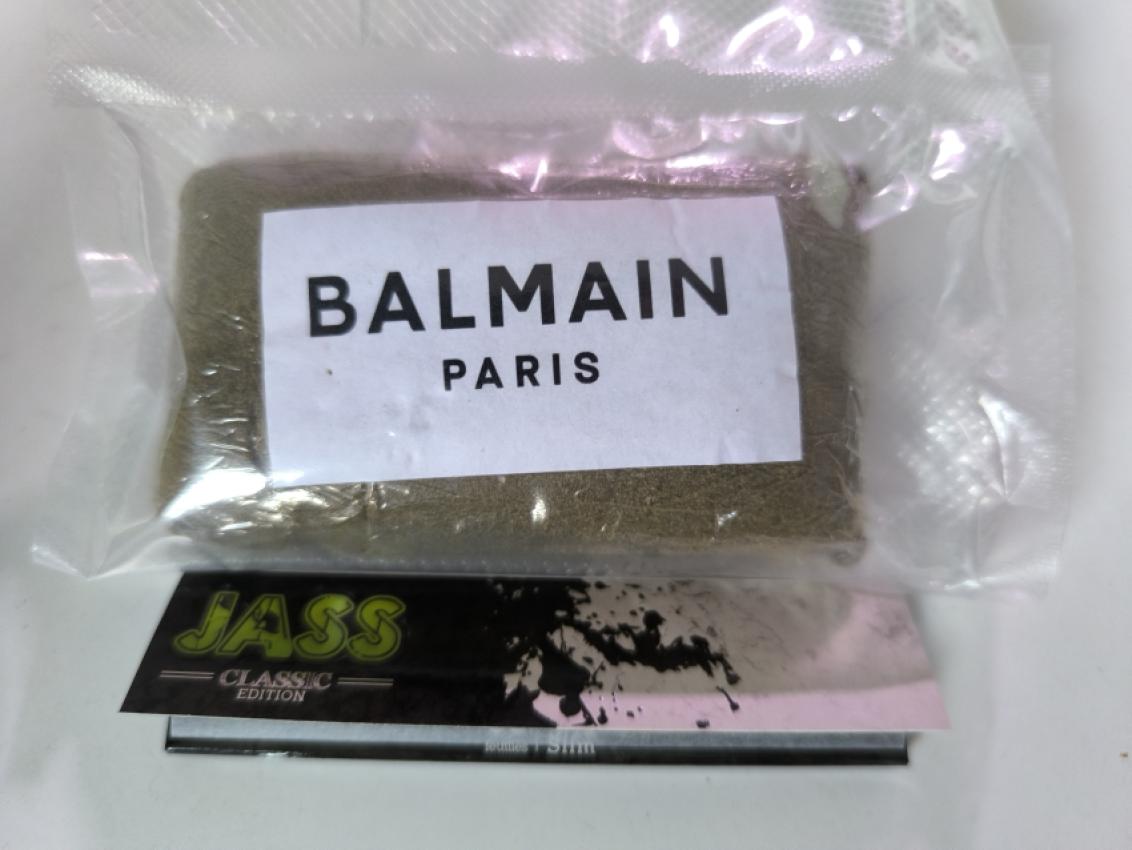 BALMAIN
PARIS
JASS
CLASSIC
EDITION
Slim